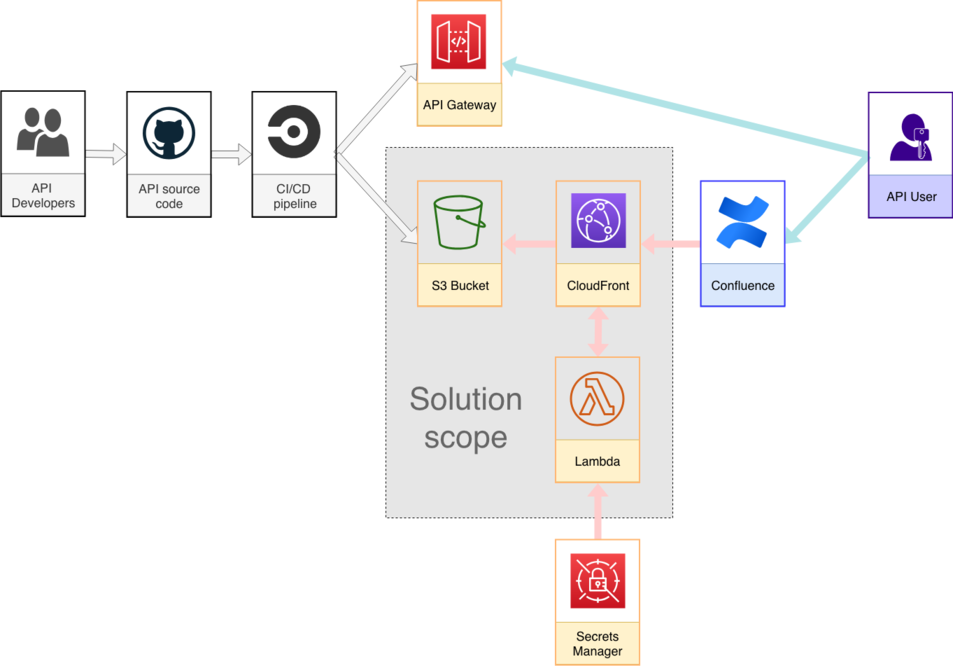 API Gateway
API
Developers
API source
code
CI/CD
pipeline
API User
S3 Bucket
CloudFront
Confluence
Solution
scope
Lambda
Secrets
Manager